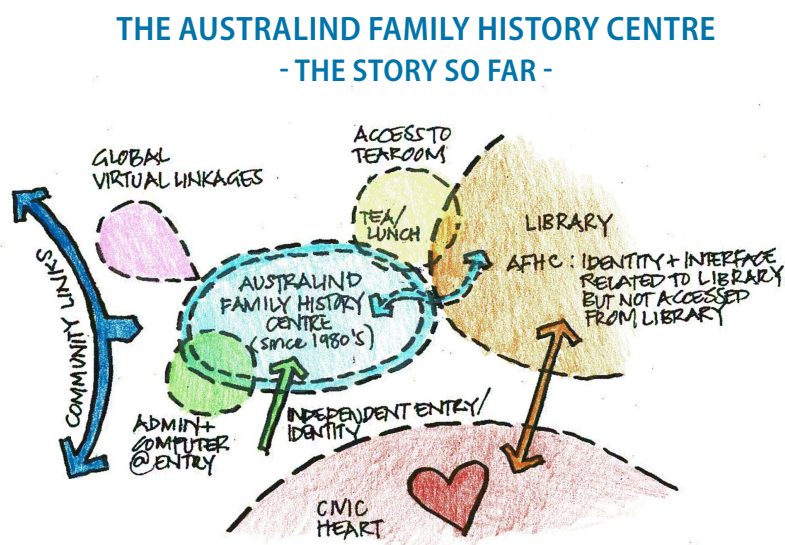 THE AUSTRALIND FAMILY HISTORY CENTRE
- THE STORY SO FAR -
GLOBAL
VIRTUAL LINKAGES
ACCESS TO
TEAROOM
TEA/
LUNCH
LIBRARY
AFHC : IDENTITY + INTERFACE
RELATED TO LIBRARY
BUT NOT ACCESSED
FROM LIBRARY
COMMUNITY LINKS
AUSTRALIND
FAMILY HISTORY
CENTRE
(since 1980's)
ADMIN +
COMPUTER
@ ENTRY
INDEPENDENT ENTRY/
IDENTITY
CIVIC
HEART